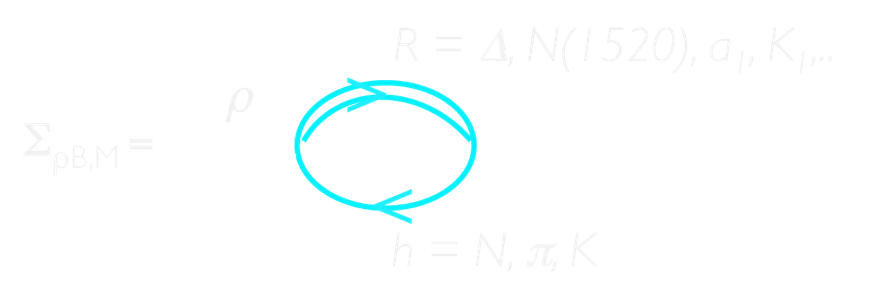 R = Δ, N(1520), a₁, K₁,..
ρ
Σ_ρB,M =
h = N, π, K